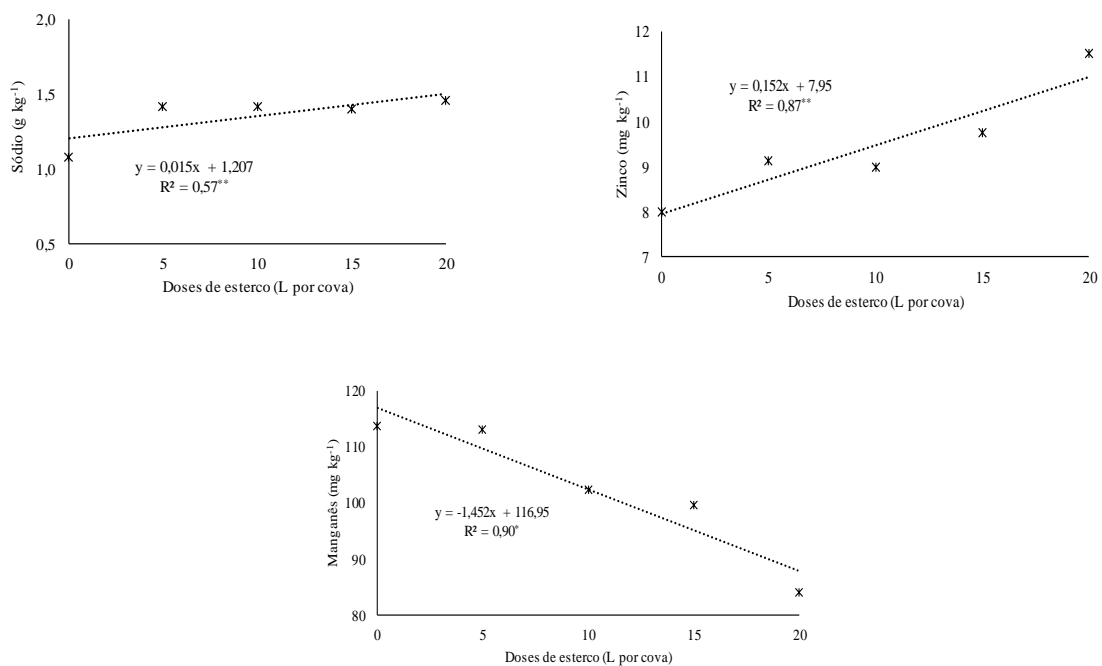 2,0
1,5
1,0
0,5
Sódio (g kg⁻¹)
y = 0,015x + 1,207
R² = 0,57**
0 5 10 15 20
Doses de esterco (L por cova)
12
11
10
9
8
7
Zinco (mg kg⁻¹)
y = 0,152x + 7,95
R² = 0,87**
0 5 10 15 20
Doses de esterco (L por cova)
120
110
100
90
80
Manganês (mg kg⁻¹)
y = -1,452x + 116,95
R² = 0,90*
0 5 10 15 20
Doses de esterco (L por cova)